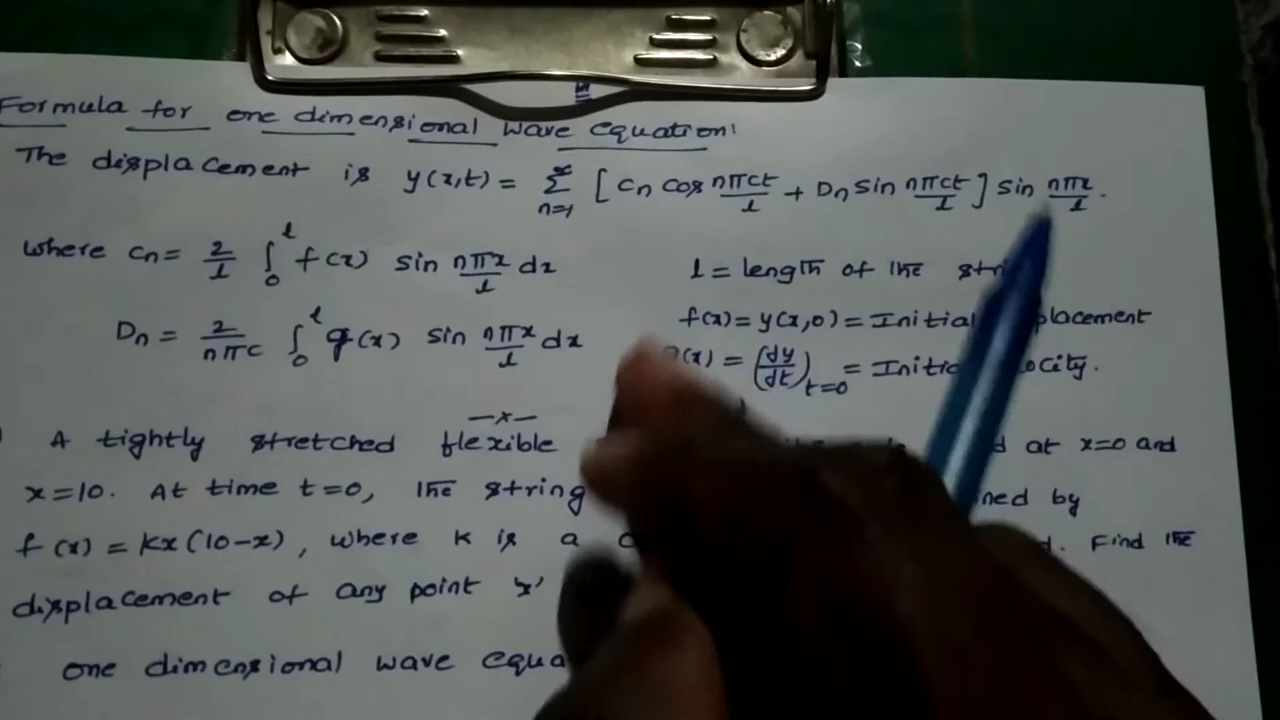 Formula for one dimensional wave equation:
The displacement is y(x,t) = ∞ Σ n=1 [Cn cos nπct/l + Dn sin nπct/l] sin nπx/l.
where Cn = 2/l ∫₀^l f(x) sin nπx/l dx
l = length of the
Dn = 2/nπc ∫₀^l g(x) sin nπx/l dx
f(x) = y(x,0) = Initial placement
(x) = (dy/dt)t=0 = Initi ocity.
—x—
A tightly stretched flexible at x=0 and
x=10. At time t=0, the string ned by
f(x) = kx(10-x), where k is a Find the
displacement of any point 'x'
one dimensional wave equa